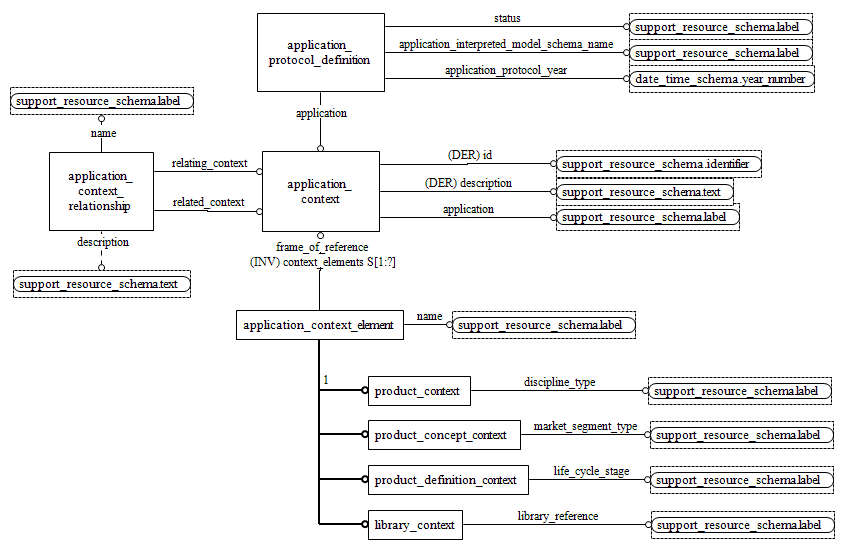 status
application_
protocol_definition
support_resource_schema.label
application_interpreted_model_schema_name
support_resource_schema.label
application_protocol_year
date_time_schema.year_number
support_resource_schema.label
application
name
application_
context_
relationship
relating_context
related_context
application_
context
(DER) id
support_resource_schema.identifier
(DER) description
support_resource_schema.text
application
support_resource_schema.label
description
support_resource_schema.text
frame_of_reference
(INV) context_elements S[1:?]
application_context_element
name
support_resource_schema.label
1
product_context
discipline_type
support_resource_schema.label
product_concept_context
market_segment_type
support_resource_schema.label
product_definition_context
life_cycle_stage
support_resource_schema.label
library_context
library_reference
support_resource_schema.label